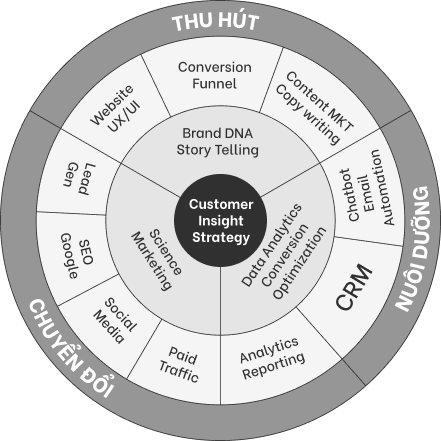 THU HÚT
Conversion
Funnel
Content MKT
Copy writing
Website
UX/UI
Brand DNA
Story Telling
Chatbot
Email
Automation
Lead
Gen
Customer
Insight
Strategy
NUÔI DƯỠNG
Science
Marketing
Data Analytics
Conversion
Optimization
SEO
Google
CRM
Social
Media
CHUYỂN ĐỔI
Paid
Traffic
Analytics
Reporting